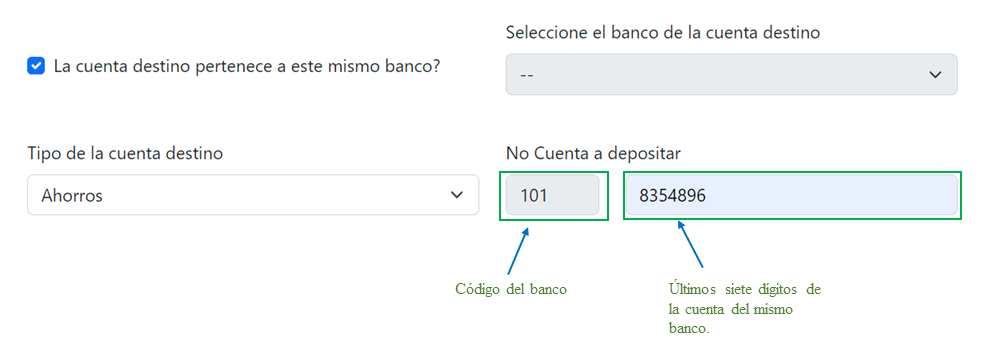 Seleccione el banco de la cuenta destino
La cuenta destino pertenece a este mismo banco?
--
Tipo de la cuenta destino
No Cuenta a depositar
Ahorros
101
8354896
Código del banco
Últimos siete digitos de
la cuenta del mismo
banco.